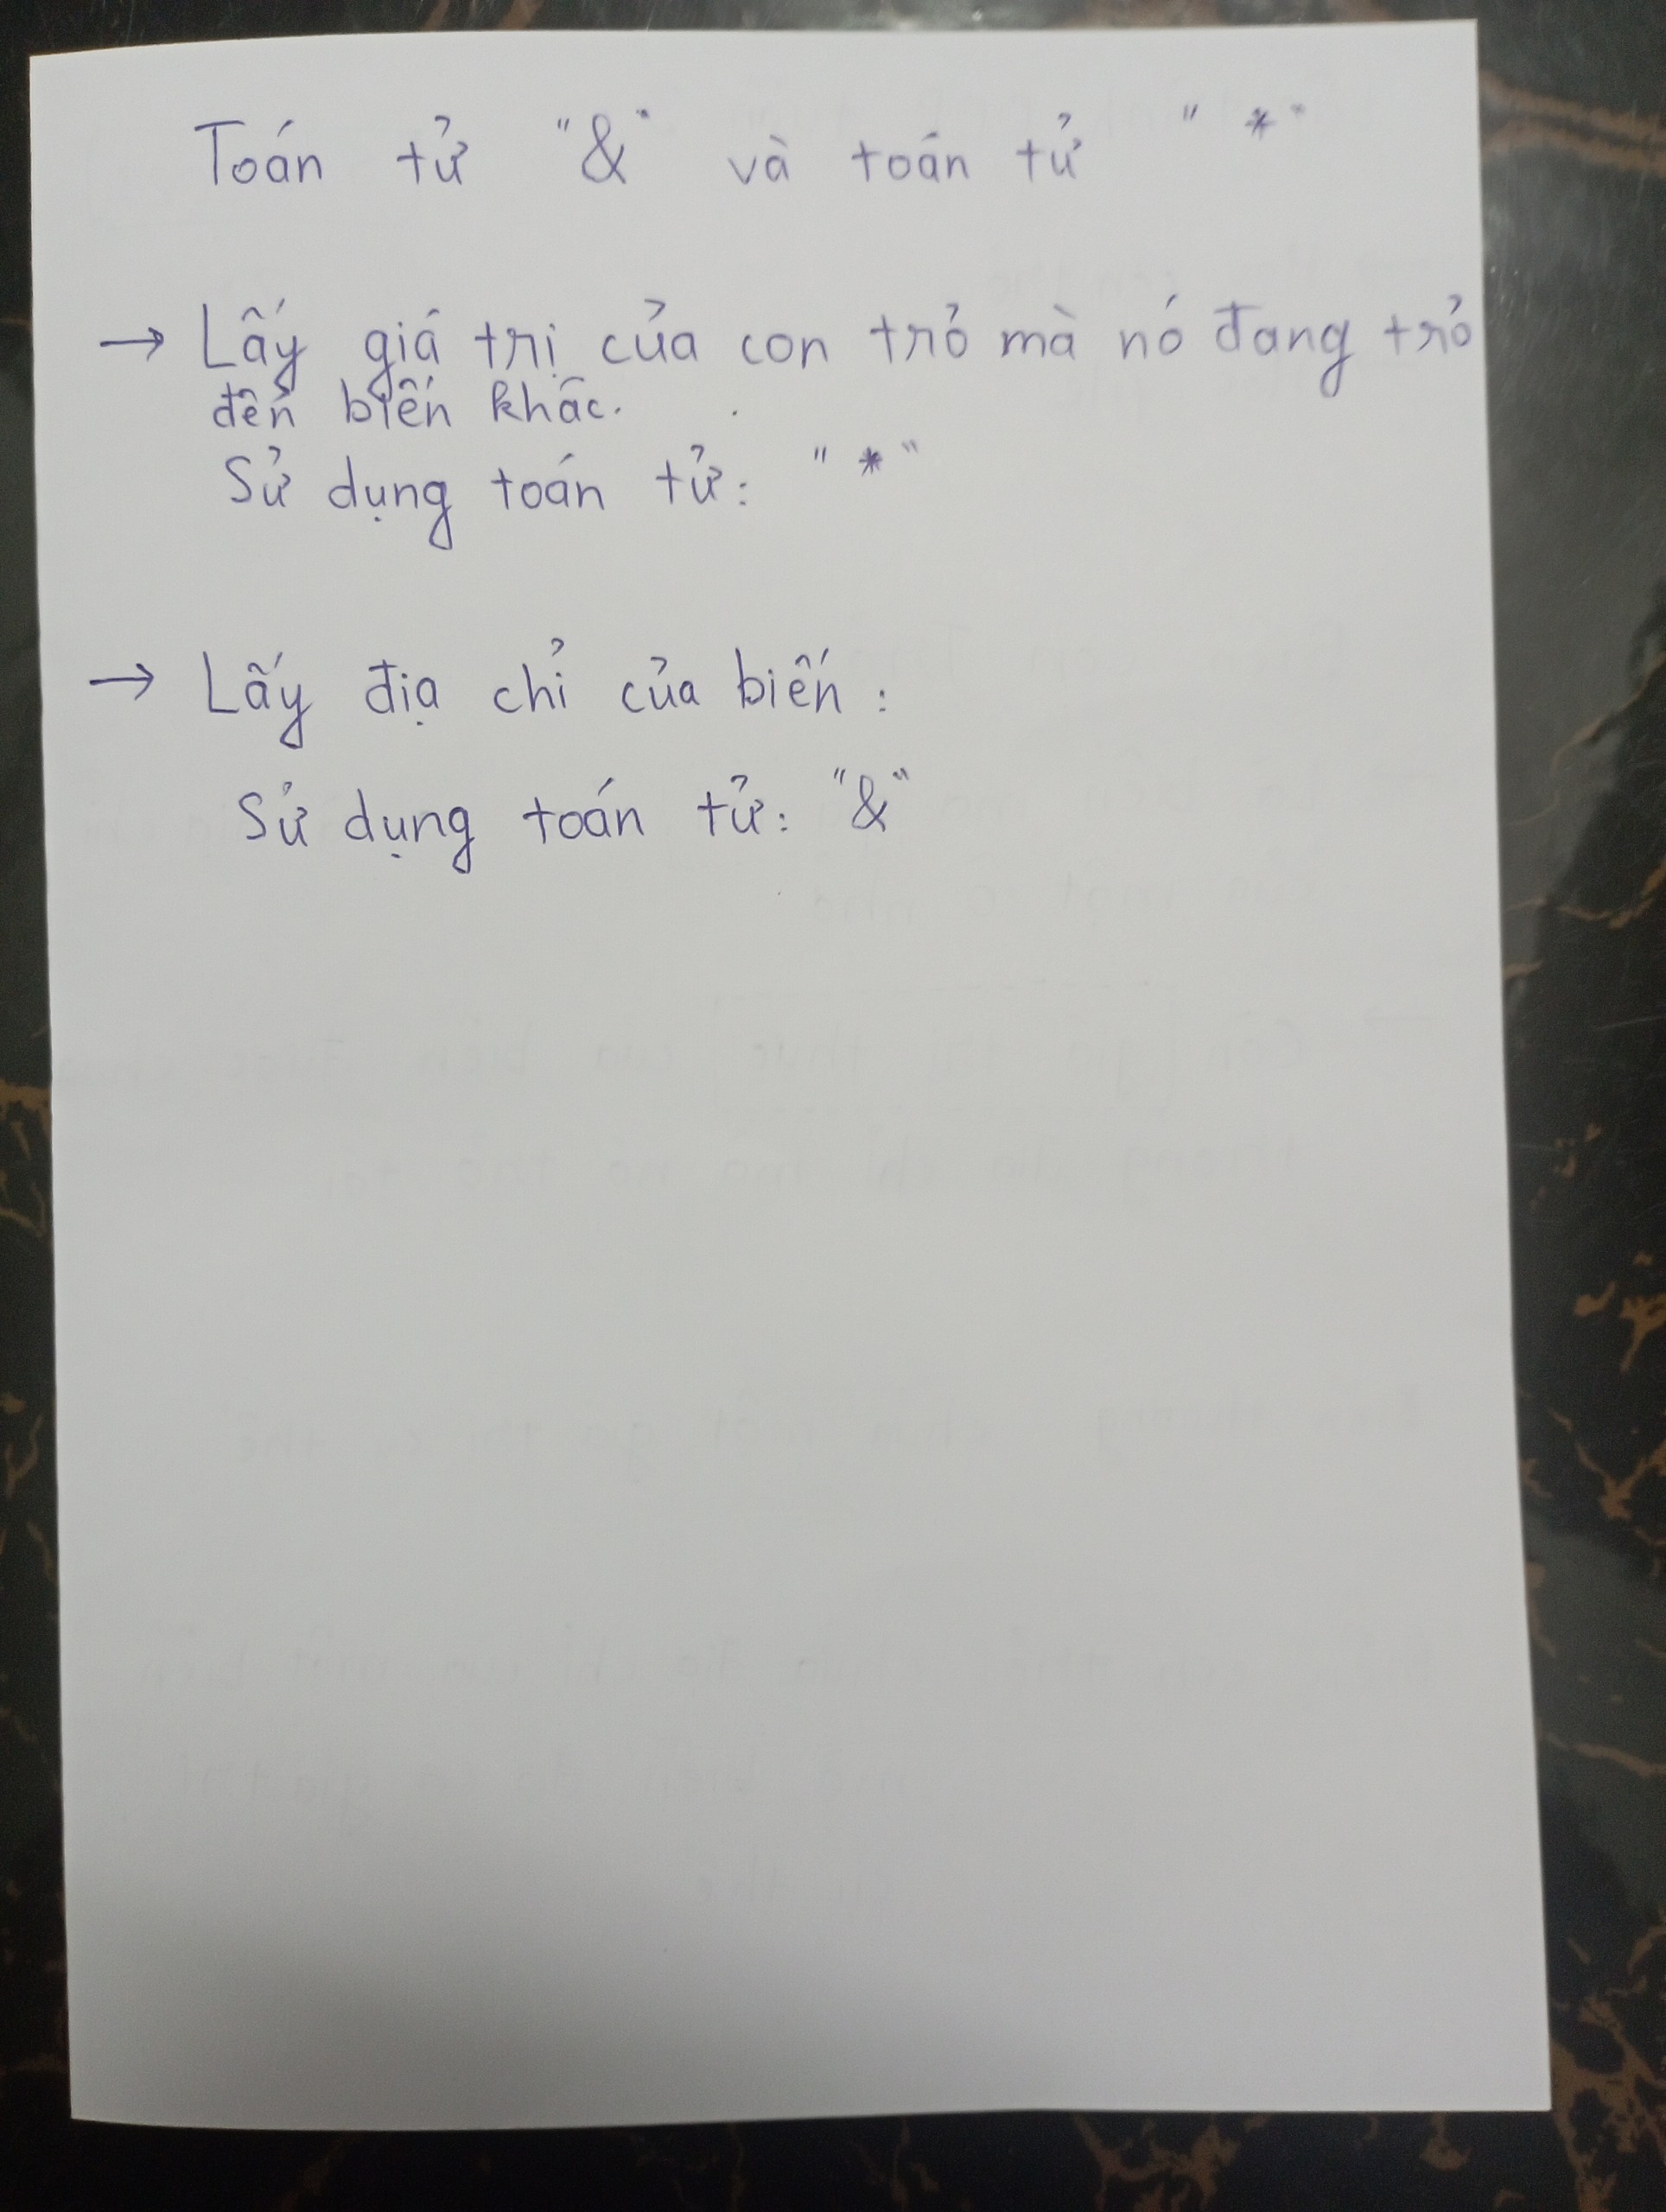 Toán tử "&" và toán tử "*"
→ Lấy giá trị của con trỏ mà nó đang trỏ
đến biến khác.
Sử dụng toán tử: "*"
→ Lấy địa chỉ của biến:
Sử dụng toán tử: "&"